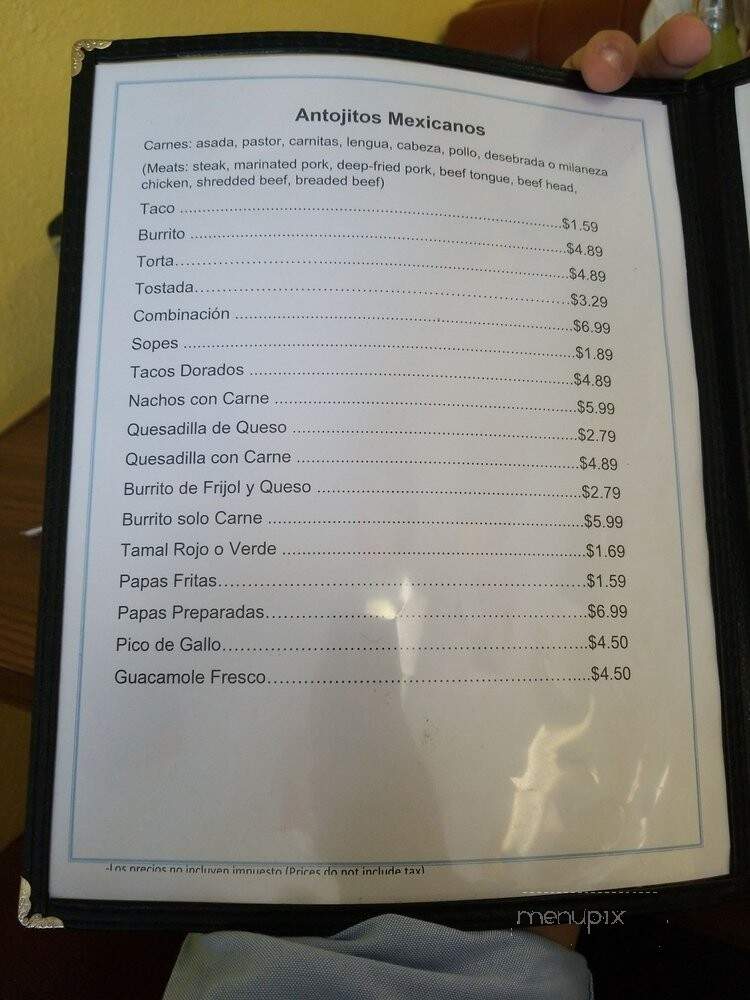 Antojitos Mexicanos
Carnes: asada, pastor, carnitas, lengua, cabeza, pollo, desebrada o milaneza
(Meats: steak, marinated pork, deep-fried pork, beef tongue, beef head,
chicken, shredded beef, breaded beef)
Taco ........................................................................$1.59
Burrito ......................................................................$4.89
Torta.........................................................................$4.89
Tostada.......................................................................$3.29
Combinación ..................................................................$6.99
Sopes ........................................................................$1.89
Tacos Dorados ................................................................$4.89
Nachos con Carne .............................................................$5.99
Quesadilla de Queso ..........................................................$2.79
Quesadilla con Carne .........................................................$4.89
Burrito de Frijol y Queso ....................................................$2.79
Burrito solo Carne ...........................................................$5.99
Tamal Rojo o Verde ...........................................................$1.69
Papas Fritas..................................................................$1.59
Papas Preparadas..............................................................$6.99
Pico de Gallo.................................................................$4.50
Guacamole Fresco..............................................................$4.50
-Los precios no incluyen impuesto (Prices do not include tax)
menupix